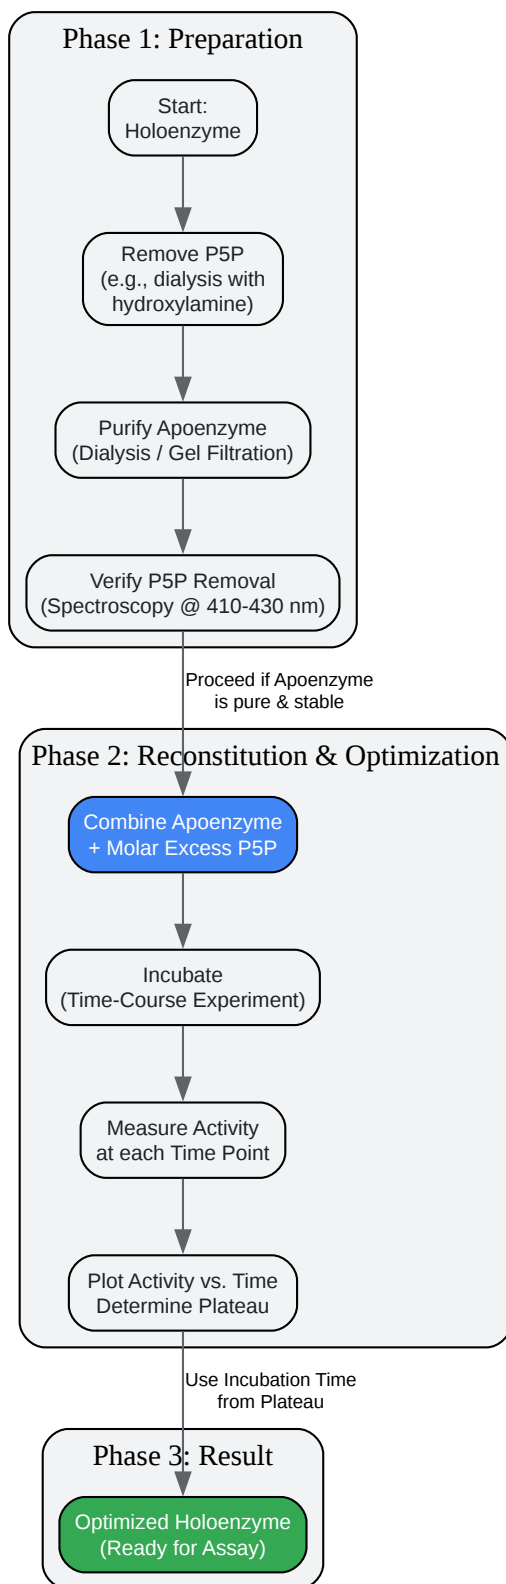 Phase 1: Preparation
Start:
Holoenzyme
Remove P5P
(e.g., dialysis with
hydroxylamine)
Purify Apoenzyme
(Dialysis / Gel Filtration)
Verify P5P Removal
(Spectroscopy @ 410-430 nm)
Proceed if Apoenzyme
is pure & stable
Phase 2: Reconstitution & Optimization
Combine Apoenzyme
+ Molar Excess P5P
Incubate
(Time-Course Experiment)
Measure Activity
at each Time Point
Plot Activity vs. Time
Determine Plateau
Use Incubation Time
from Plateau
Phase 3: Result
Optimized Holoenzyme
(Ready for Assay)